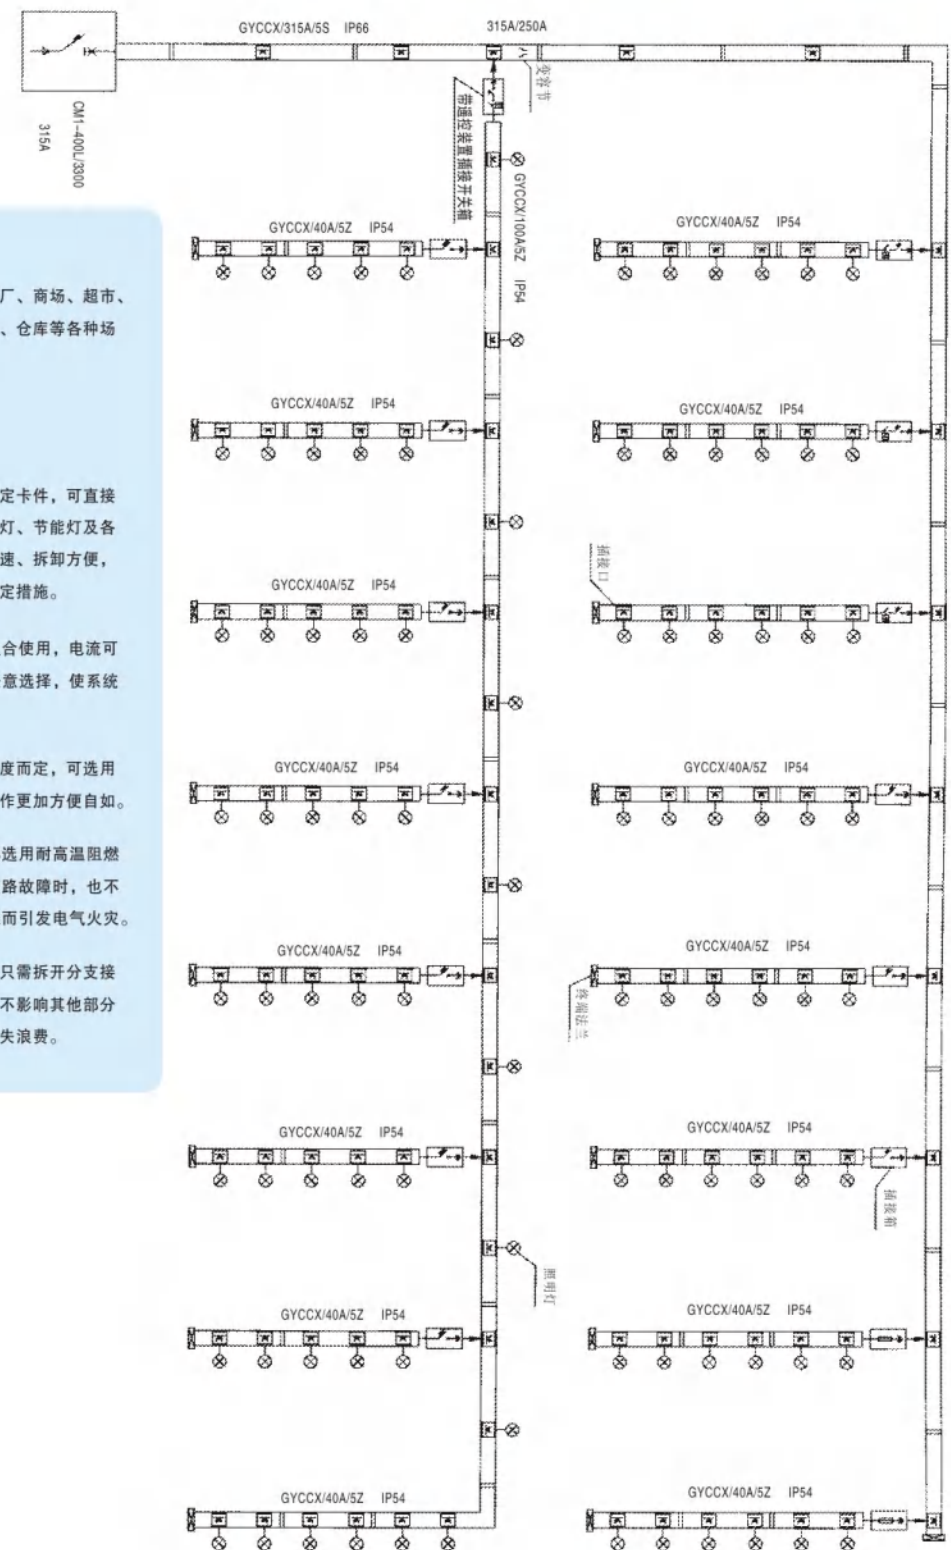 GYCCX/315A/5S IP66
315A/250A
变容节
CM1-400L/3300
315A
带遥控装置插接开关箱
GYCCX/100A/5Z IP54
GYCCX/40A/5Z IP54
GYCCX/40A/5Z IP54
厂、商场、超市、
、仓库等各种场
GYCCX/40A/5Z IP54
GYCCX/40A/5Z IP54
定卡件，可直接
灯、节能灯及各
速、拆卸方便，
定措施。
插接口
GYCCX/40A/5Z IP54
合使用，电流可
意选择，使系统
度而定，可选用
作更加方便自如。
GYCCX/40A/5Z IP54
GYCCX/40A/5Z IP54
选用耐高温阻燃
路故障时，也不
而引发电气火灾。
GYCCX/40A/5Z IP54
GYCCX/40A/5Z IP54
只需拆开分支接
不影响其他部分
失浪费。
终端法兰
GYCCX/40A/5Z IP54
GYCCX/40A/5Z IP54
插接箱
照明灯
GYCCX/40A/5Z IP54
GYCCX/40A/5Z IP54
GYCCX/40A/5Z IP54
GYCCX/40A/5Z IP54